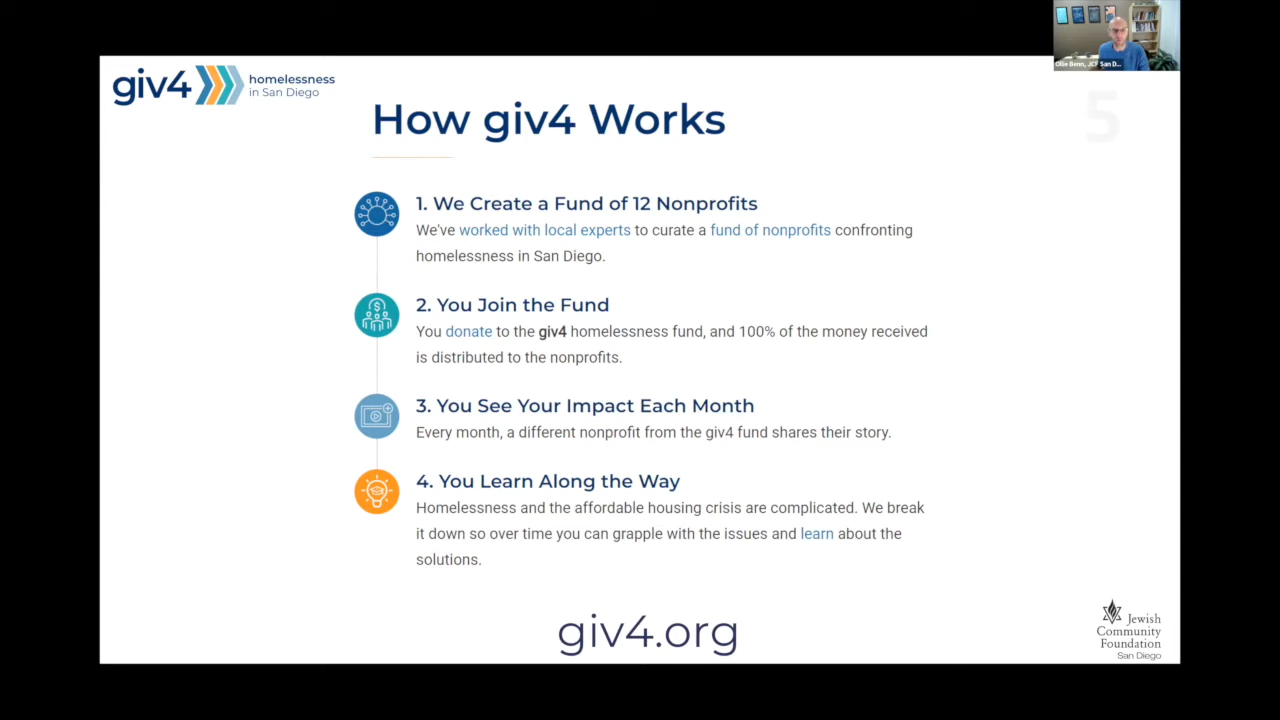 Ollie Benn, JCF San D...
giv4
homelessness
in San Diego
How giv4 Works
5
1. We Create a Fund of 12 Nonprofits
We've worked with local experts to curate a fund of nonprofits confronting
homelessness in San Diego.
2. You Join the Fund
You donate to the giv4 homelessness fund, and 100% of the money received
is distributed to the nonprofits.
3. You See Your Impact Each Month
Every month, a different nonprofit from the giv4 fund shares their story.
4. You Learn Along the Way
Homelessness and the affordable housing crisis are complicated. We break
it down so over time you can grapple with the issues and learn about the
solutions.
giv4.org
Jewish
Community
Foundation
San Diego